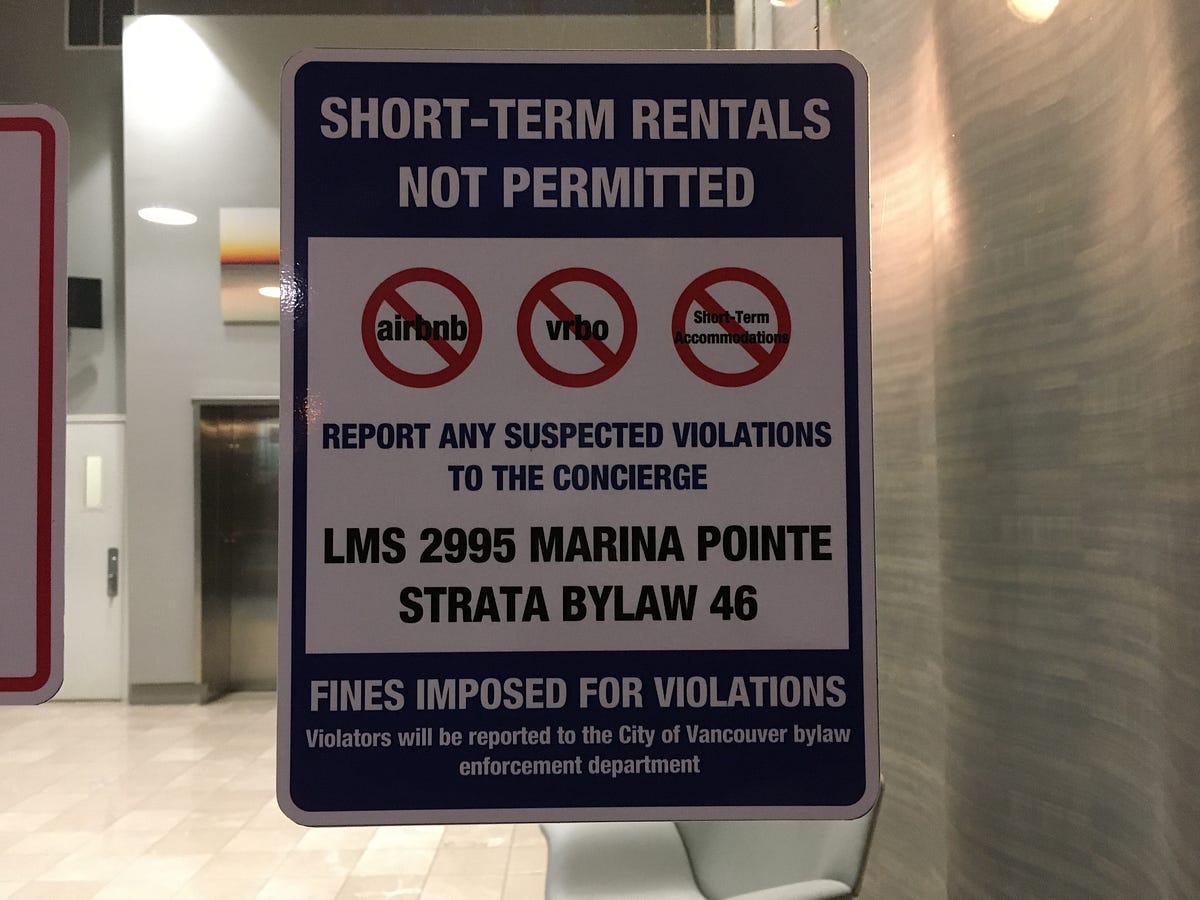 SHORT-TERM RENTALS
NOT PERMITTED
airbnb
vrbo
Short-Term
Accommodations
REPORT ANY SUSPECTED VIOLATIONS
TO THE CONCIERGE
LMS 2995 MARINA POINTE
STRATA BYLAW 46
FINES IMPOSED FOR VIOLATIONS
Violators will be reported to the City of Vancouver bylaw
enforcement department